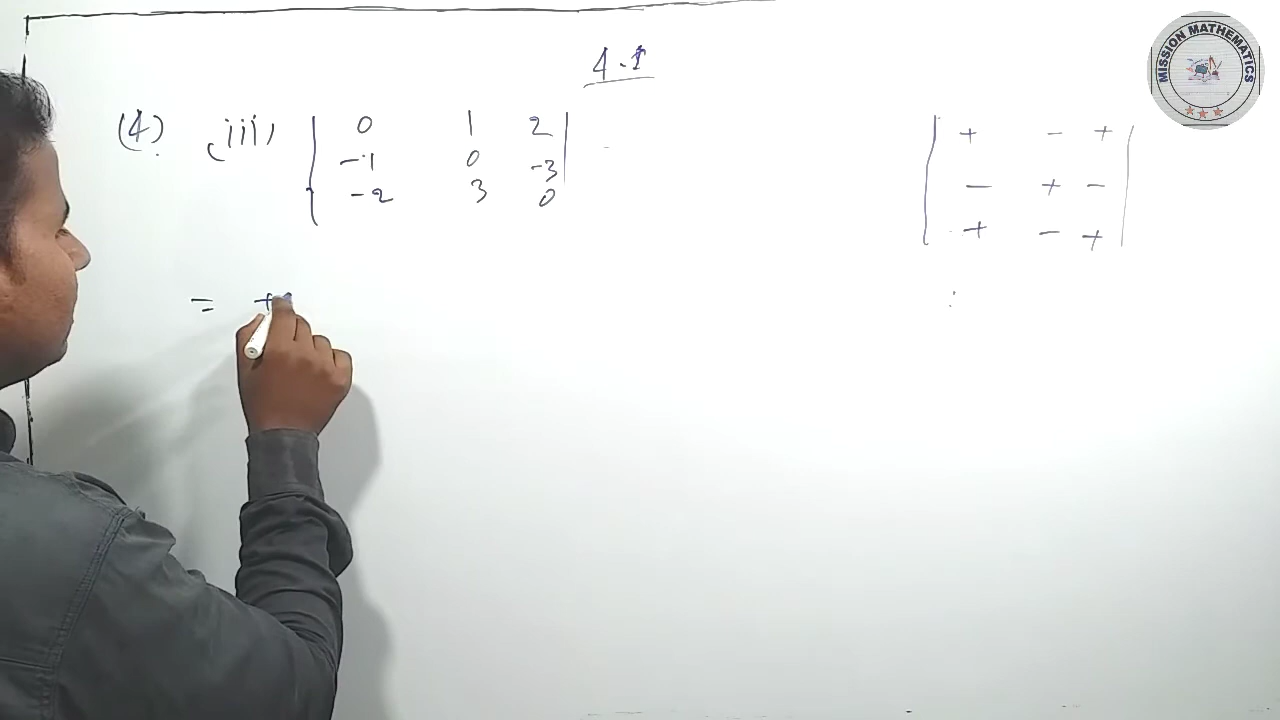 4.1
(4). (iii)
| 0 1 2 |
| -1 0 -3 |
| -2 3 0 |
| + - + |
| - + - |
| + - + |
= +
MISSION MATHEMATICS